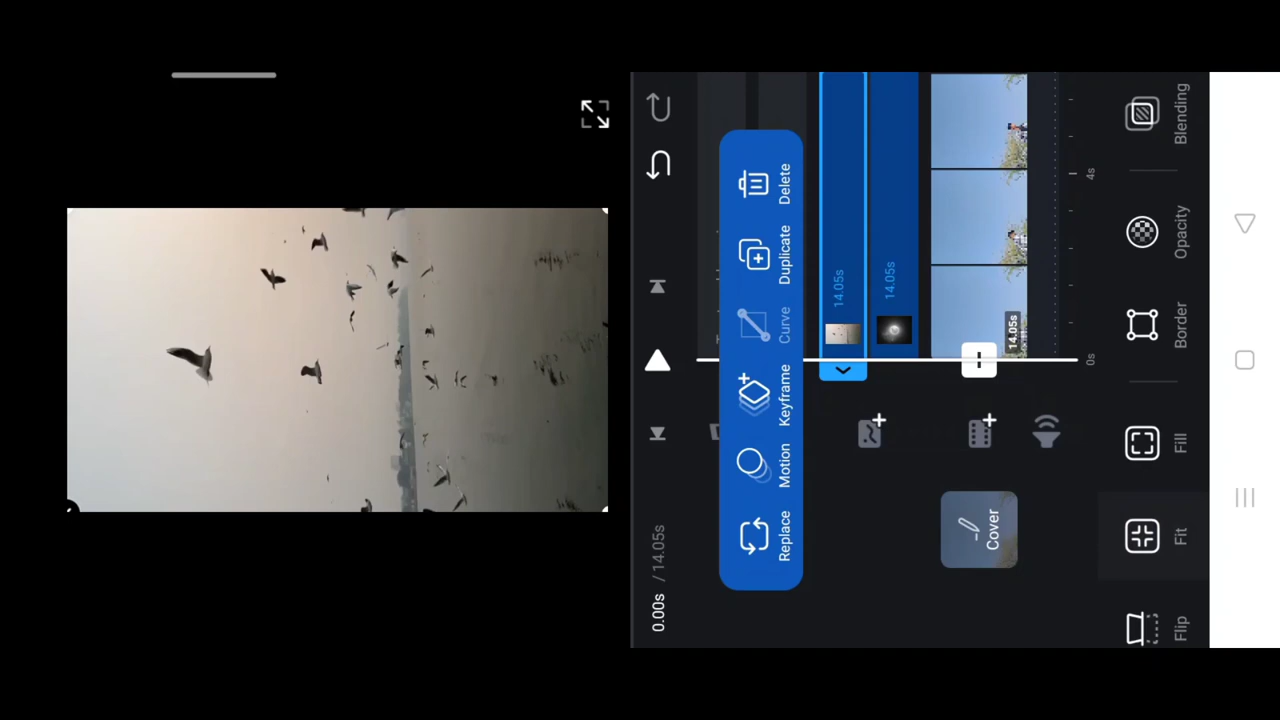 0.00s / 14.05s
Replace
Motion
Keyframe
Curve
Duplicate
Delete
14.05s
14.05s
14.05s
Cover
0s
4s
Flip
Fit
Fill
Border
Opacity
Blending